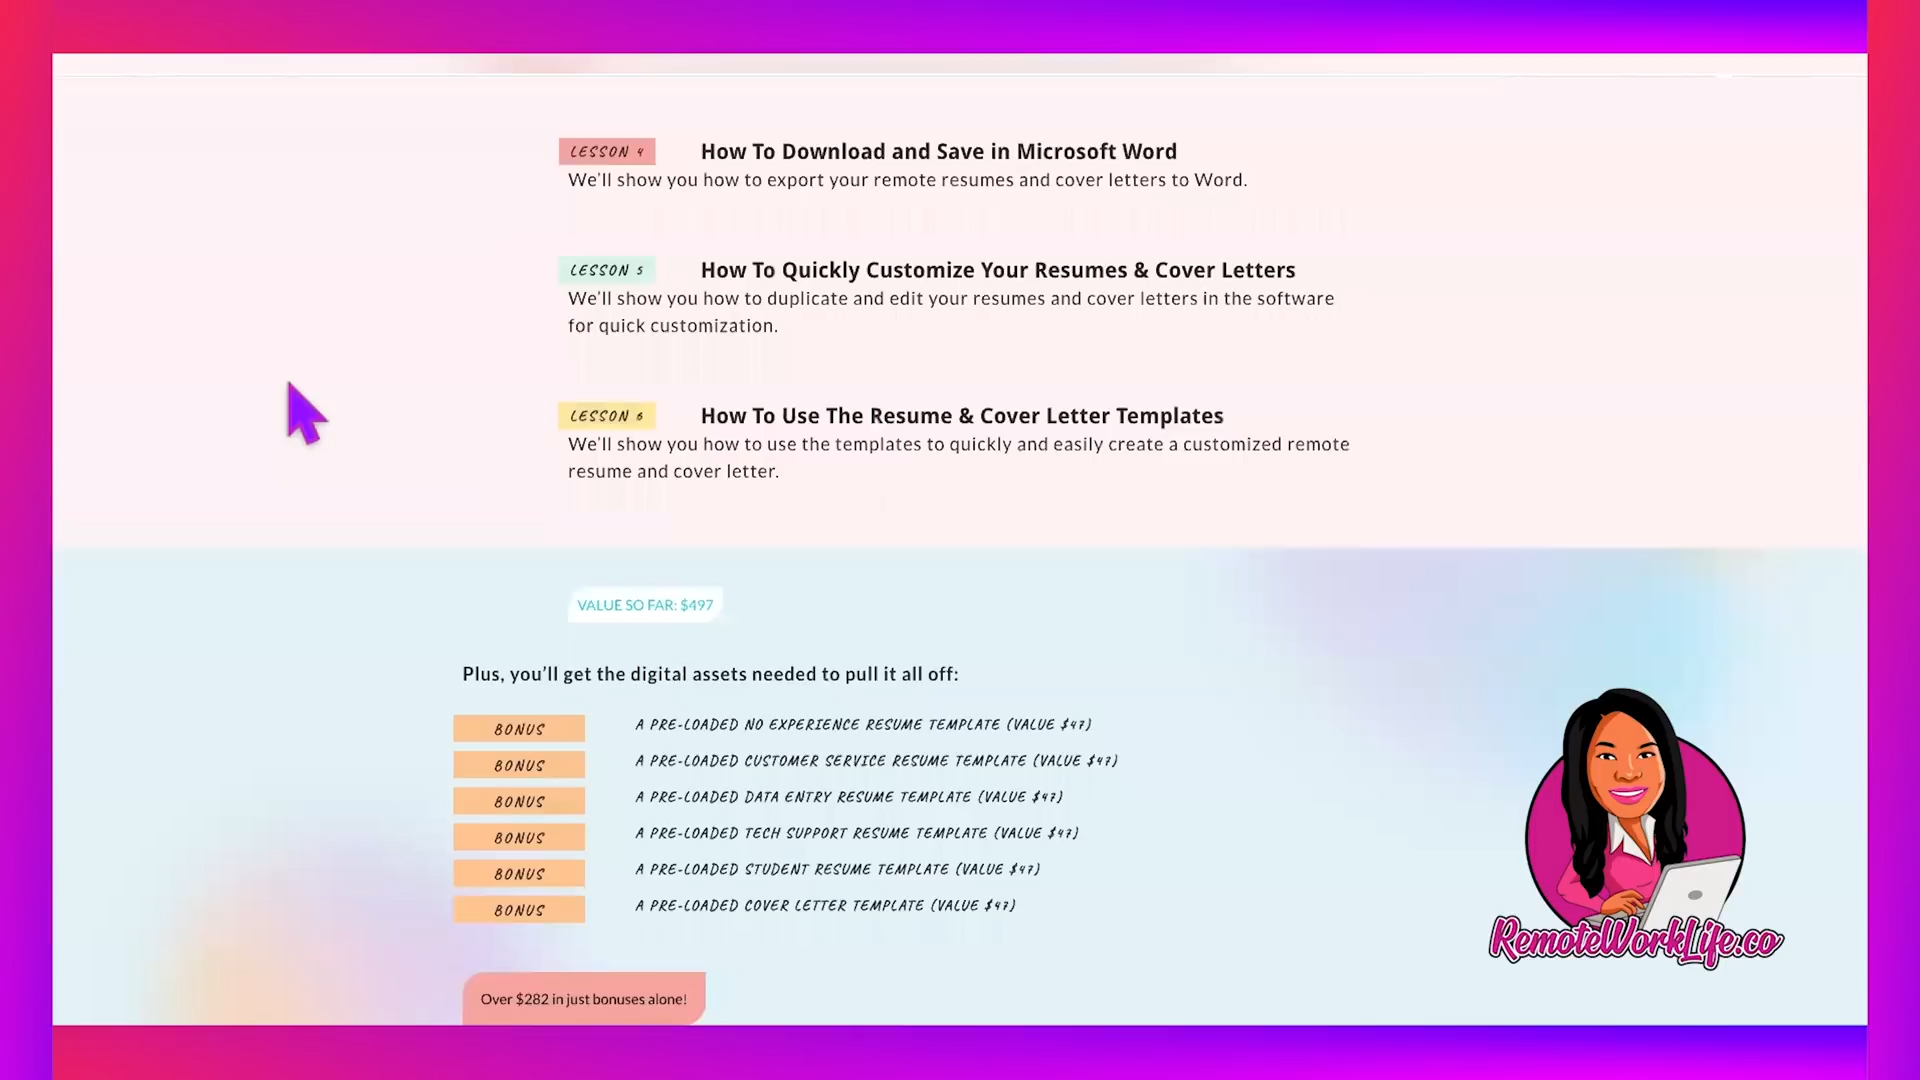 LESSON 4 How To Download and Save in Microsoft Word
We'll show you how to export your remote resumes and cover letters to Word.
LESSON 5 How To Quickly Customize Your Resumes & Cover Letters
We'll show you how to duplicate and edit your resumes and cover letters in the software
for quick customization.
LESSON 6 How To Use The Resume & Cover Letter Templates
We'll show you how to use the templates to quickly and easily create a customized remote
resume and cover letter.
VALUE SO FAR: $497
Plus, you'll get the digital assets needed to pull it all off:
BONUS A PRE-LOADED NO EXPERIENCE RESUME TEMPLATE (VALUE $47)
BONUS A PRE-LOADED CUSTOMER SERVICE RESUME TEMPLATE (VALUE $47)
BONUS A PRE-LOADED DATA ENTRY RESUME TEMPLATE (VALUE $47)
BONUS A PRE-LOADED TECH SUPPORT RESUME TEMPLATE (VALUE $47)
BONUS A PRE-LOADED STUDENT RESUME TEMPLATE (VALUE $47)
BONUS A PRE-LOADED COVER LETTER TEMPLATE (VALUE $47)
RemoteWorkLife.co
Over $282 in just bonuses alone!